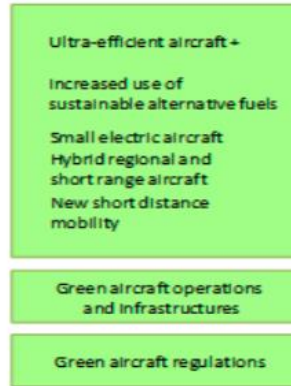 Ultra-efficient aircraft +
Increased use of
sustainable alternative fuels
Small electric aircraft
Hybrid regional and
short range aircraft
New short distance
mobility
Green aircraft operations
and infrastructures
Green aircraft regulations